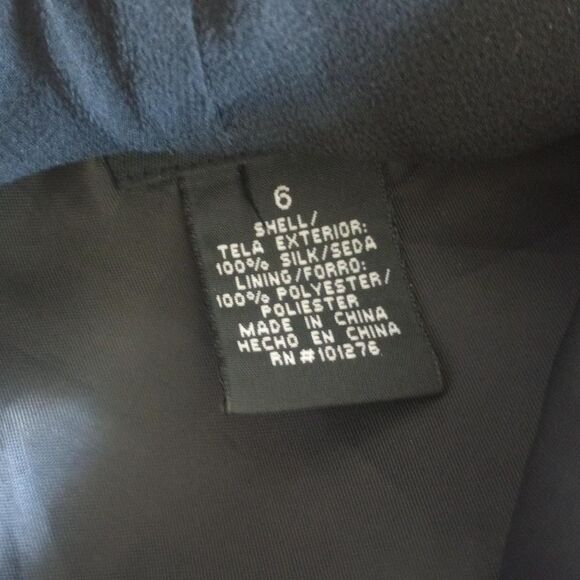 6
SHELL/
TELA EXTERIOR:
100% SILK/SEDA
LINING/FORRO:
100% POLYESTER/
POLIESTER
MADE IN CHINA
HECHO EN CHINA
RN#101276